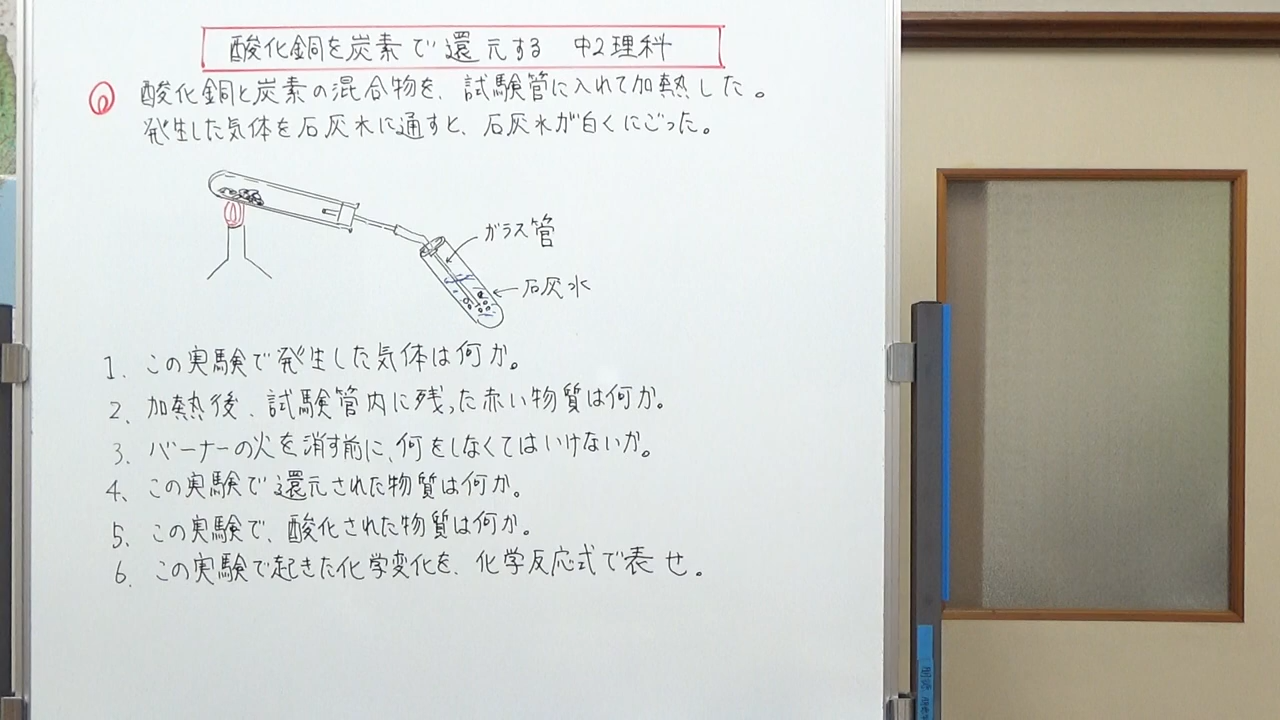 酸化銅を炭素で還元する 中2理科
酸化銅と炭素の混合物を、試験管に入れて加熱した。
発生した気体を石灰水に通すと、石灰水が白くにごった。
ガラス管
石灰水
1. この実験で発生した気体は何か。
2. 加熱後、試験管内に残った赤い物質は何か。
3. バーナーの火を消す前に、何をしなくてはいけないか。
4、この実験で還元された物質は何か。
5. この実験で、酸化された物質は何か。
6. この実験で起きた化学変化を、化学反応式で表せ。